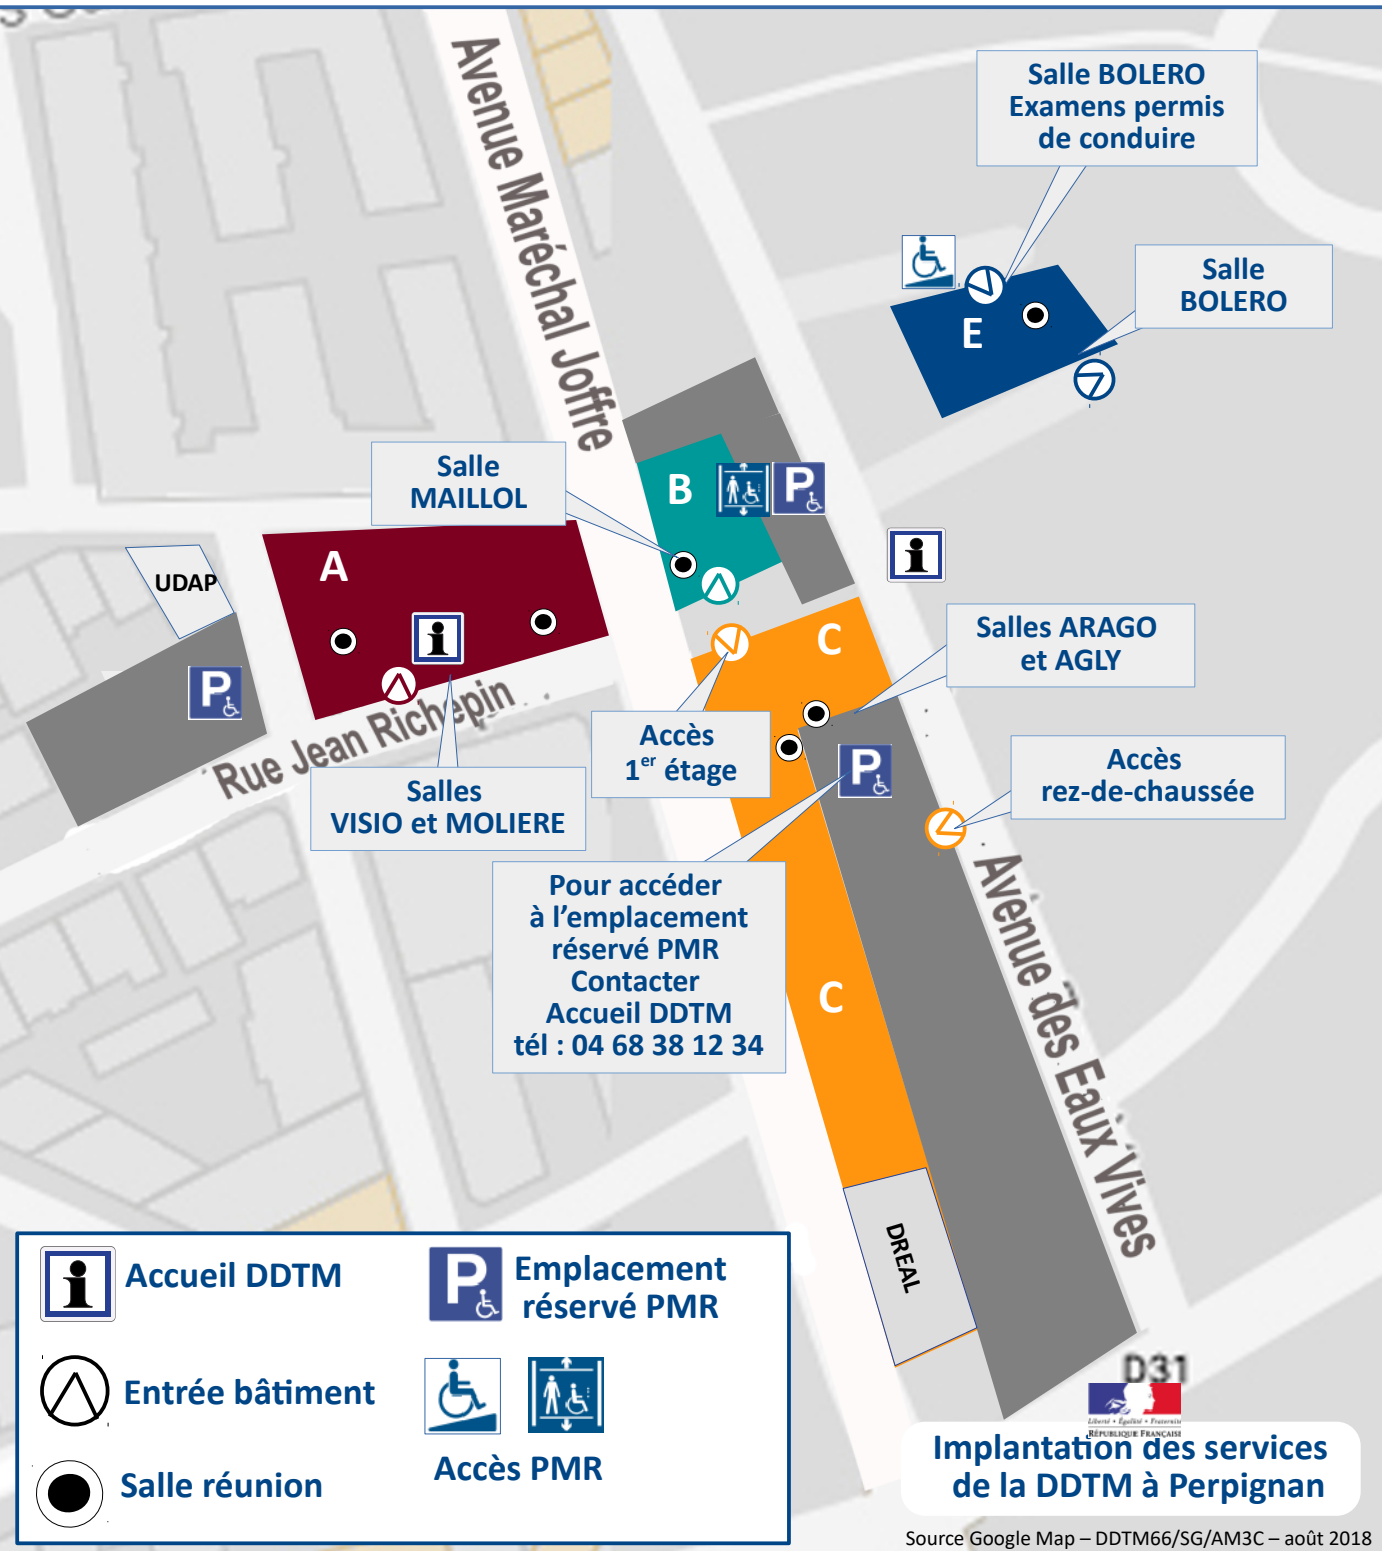 Avenue Maréchal Joffre
Salle BOLERO
Examens permis
de conduire
Salle
BOLERO
E
Salle
MAILLOL
B
P
A
UDAP
i
i
C
Salles ARAGO
et AGLY
P
Rue Jean Richepin
Accès
1er étage
P
Accès
rez-de-chaussée
Salles
VISIO et MOLIERE
Pour accéder
à l’emplacement
réservé PMR
Contacter
Accueil DDTM
tél : 04 68 38 12 34
C
Avenue des Eaux Vives
DREAL
i
Accueil DDTM
P
Emplacement
réservé PMR
Entrée bâtiment
Accès PMR
Salle réunion
D31
Liberté • Égalité • Fraternité
RÉPUBLIQUE FRANÇAISE
Implantation des services
de la DDTM à Perpignan
Source Google Map – DDTM66/SG/AM3C – août 2018